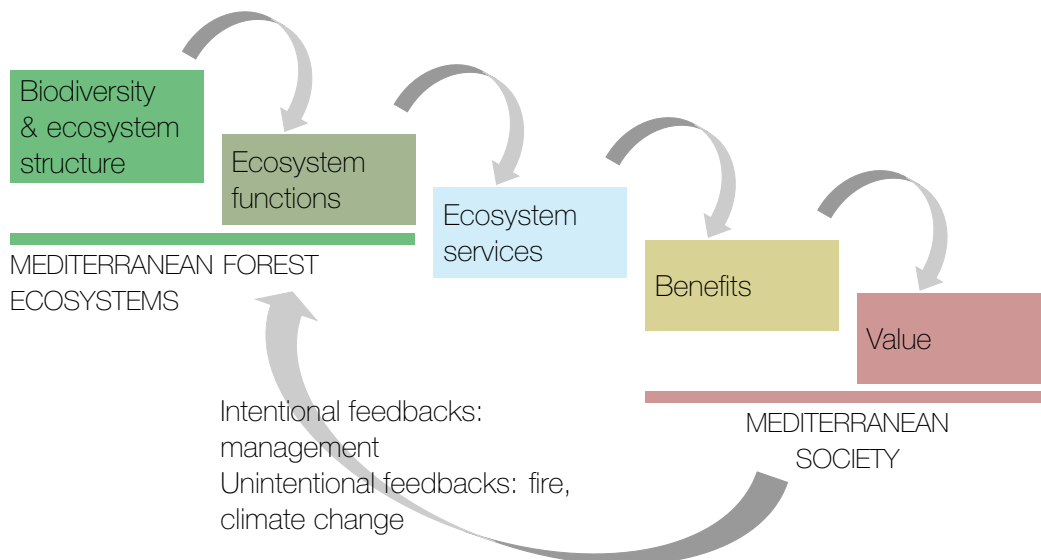 Biodiversity
& ecosystem
structure
Ecosystem
functions
Ecosystem
services
Benefits
Value
MEDITERRANEAN FOREST
ECOSYSTEMS
Intentional feedbacks:
management
Unintentional feedbacks: fire,
climate change
MEDITERRANEAN
SOCIETY